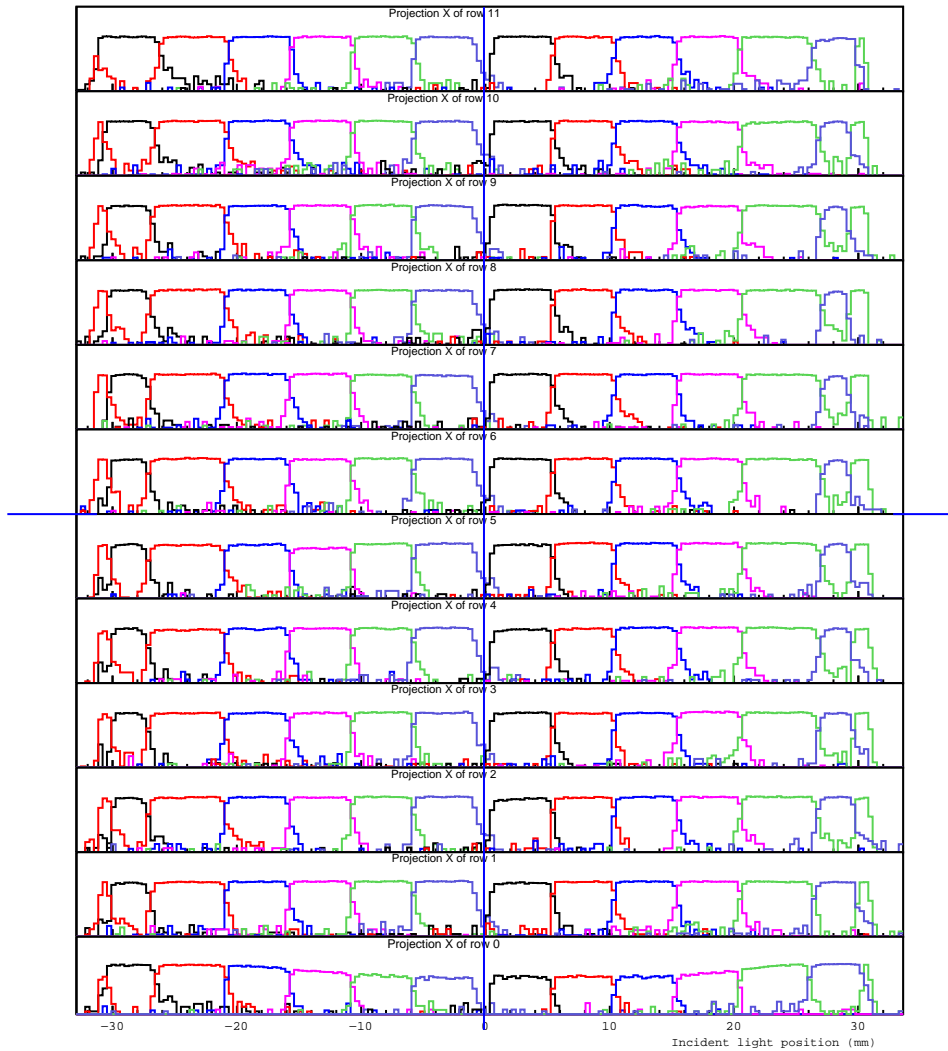 Projection X of row 11
Projection X of row 10
Projection X of row 9
Projection X of row 8
Projection X of row 7
Projection X of row 6
Projection X of row 5
Projection X of row 4
Projection X of row 3
Projection X of row 2
Projection X of row 1
Projection X of row 0
−30 −20 −10 0 10 20 30
Incident light position (mm)